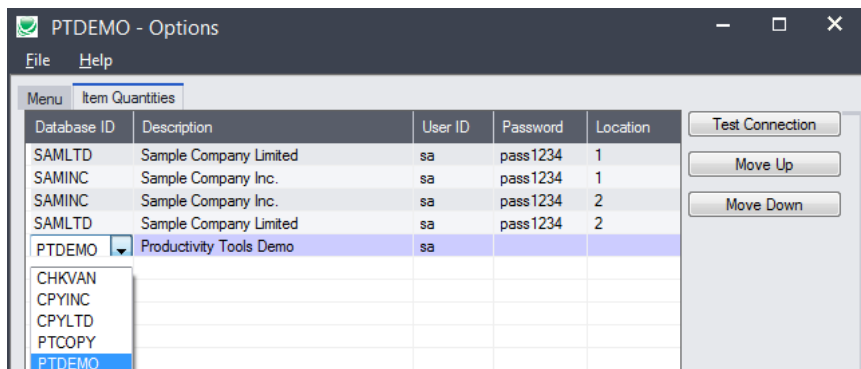 PTDEMO - Options
File Help
Menu Item Quantities
Database ID Description User ID Password Location
SAMLTD Sample Company Limited sa pass1234 1
SAMINC Sample Company Inc. sa pass1234 1
SAMINC Sample Company Inc. sa pass1234 2
SAMLTD Sample Company Limited sa pass1234 2
PTDEMO Productivity Tools Demo sa
CHKVAN
CPYINC
CPYLTD
PTCOPY
PTDEMO
Test Connection
Move Up
Move Down